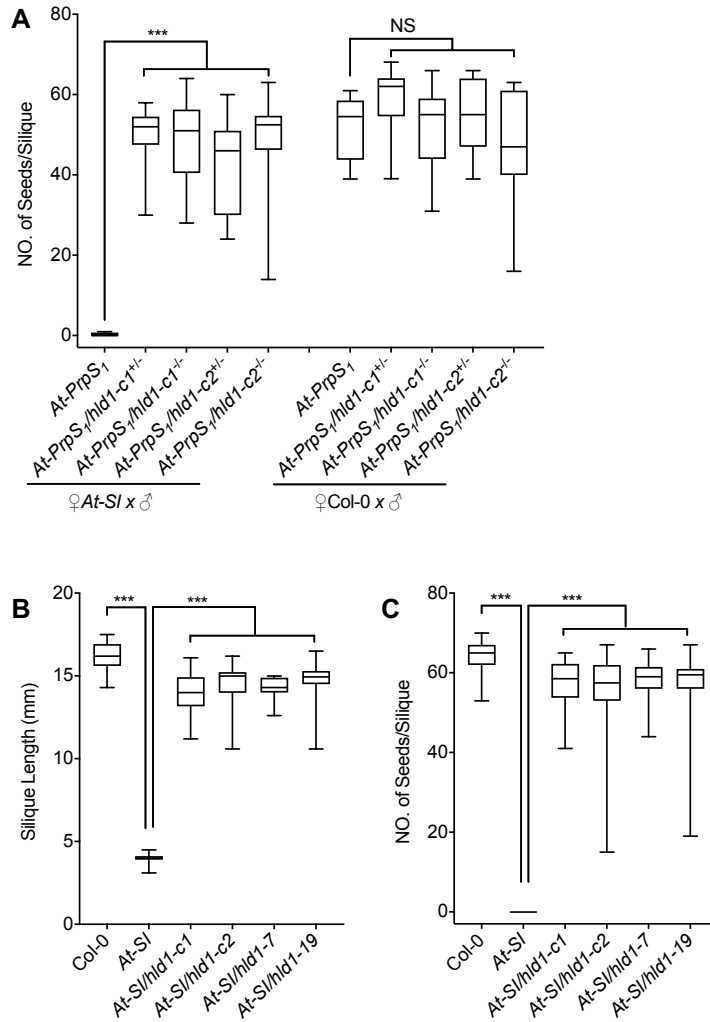 A
80
60
40
20
0
NO. of Seeds/Silique
***
NS
At-PrpS₁
At-PrpS₁/hld1-c1⁺/⁻
At-PrpS₁/hld1-c1⁻/⁻
At-PrpS₁/hld1-c2⁺/⁻
At-PrpS₁/hld1-c2⁻/⁻
At-PrpS₁
At-PrpS₁/hld1-c1⁺/⁻
At-PrpS₁/hld1-c1⁻/⁻
At-PrpS₁/hld1-c2⁺/⁻
At-PrpS₁/hld1-c2⁻/⁻
♀At-SI x ♂
♀Col-0 x ♂
B
20
15
10
5
0
Silique Length (mm)
***
***
Col-0
At-SI
At-SI/hld1-c1
At-SI/hld1-c2
At-SI/hld1-7
At-SI/hld1-19
C
80
60
40
20
0
NO. of Seeds/Silique
***
***
Col-0
At-SI
At-SI/hld1-c1
At-SI/hld1-c2
At-SI/hld1-7
At-SI/hld1-19